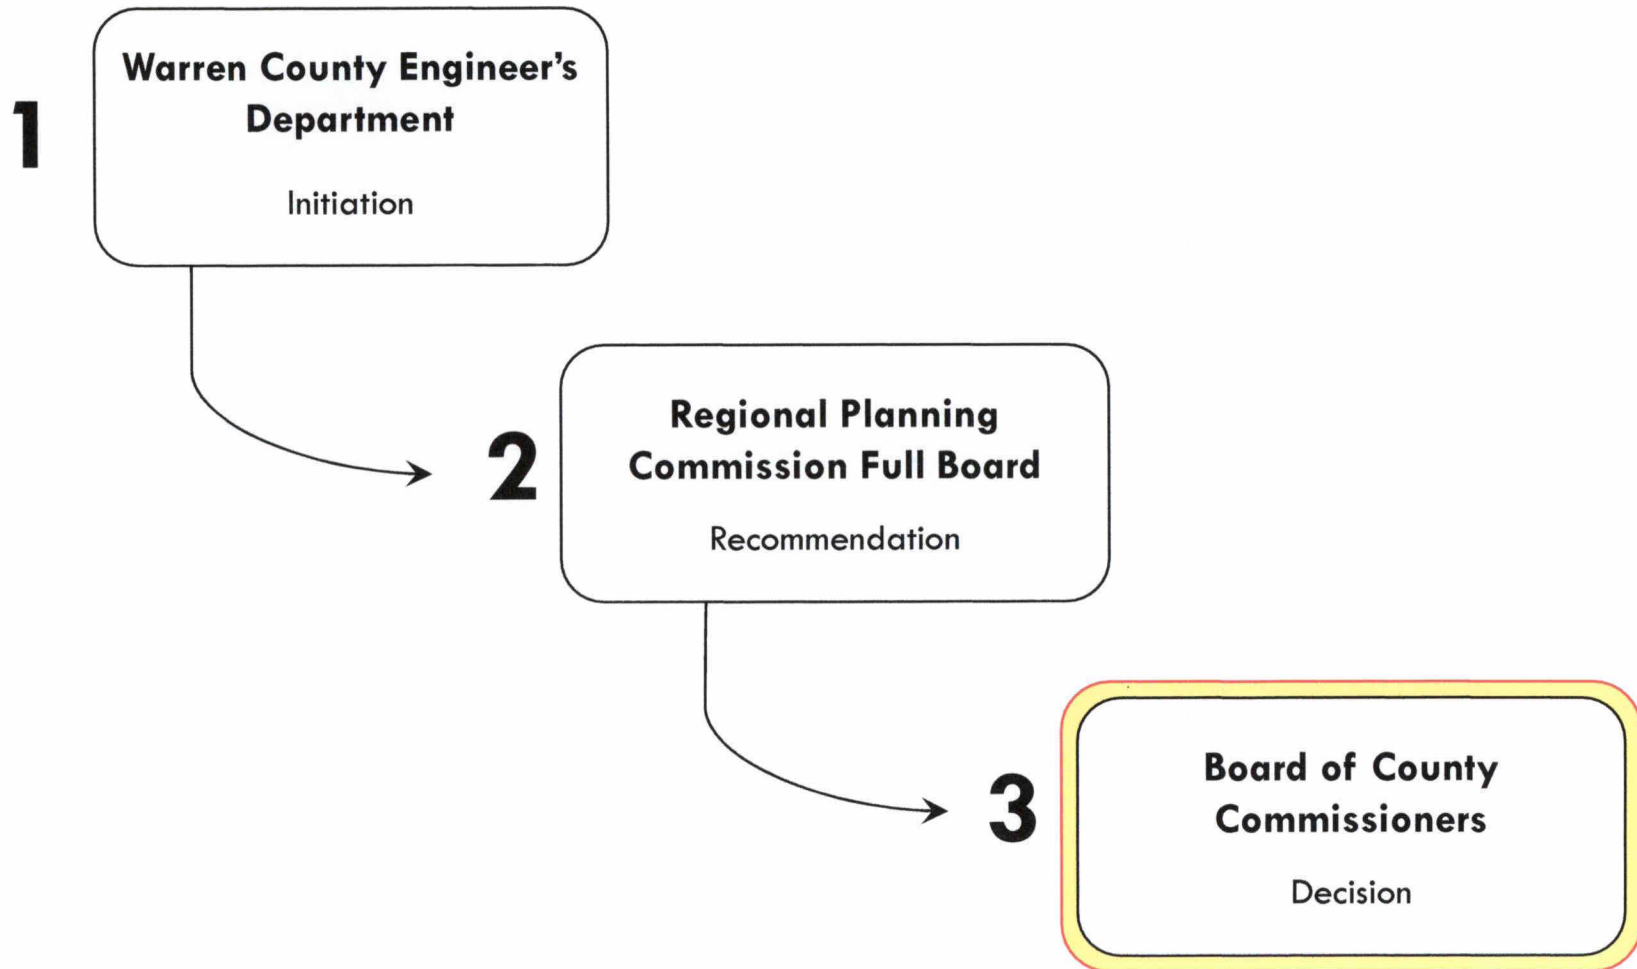 1
Warren County Engineer's
Department
Initiation
2
Regional Planning
Commission Full Board
Recommendation
3
Board of County
Commissioners
Decision